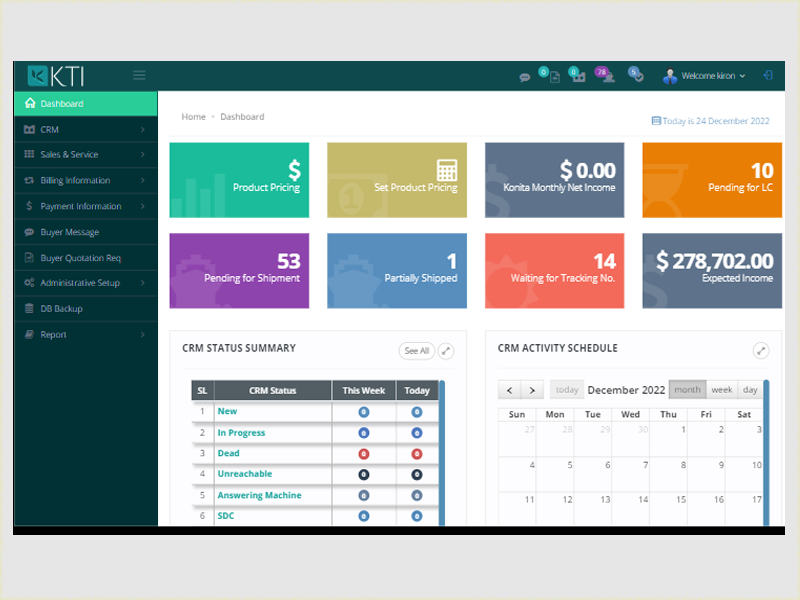 KTI
0
0
78
5
Welcome kiron
Dashboard
CRM
Sales & Service
Billing Information
Payment Information
Buyer Message
Buyer Quotation Req
Administrative Setup
DB Backup
Report
Home • Dashboard
Today is 24 December 2022
$
Product Pricing
Set Product Pricing
$ 0.00
Konita Monthly Net Income
10
Pending for LC
53
Pending for Shipment
1
Partially Shipped
14
Waiting for Tracking No.
$ 278,702.00
Expected Income
CRM STATUS SUMMARY
See All
SL CRM Status This Week Today
1 New 0 0
2 In Progress 0 0
3 Dead 0 0
4 Unreachable 0 0
5 Answering Machine 0 0
6 SDC 0 0
CRM ACTIVITY SCHEDULE
< > today December 2022 month week day
Sun Mon Tue Wed Thu Fri Sat
27 28 29 30 1 2 3
4 5 6 7 8 9 10
11 12 13 14 15 16 17